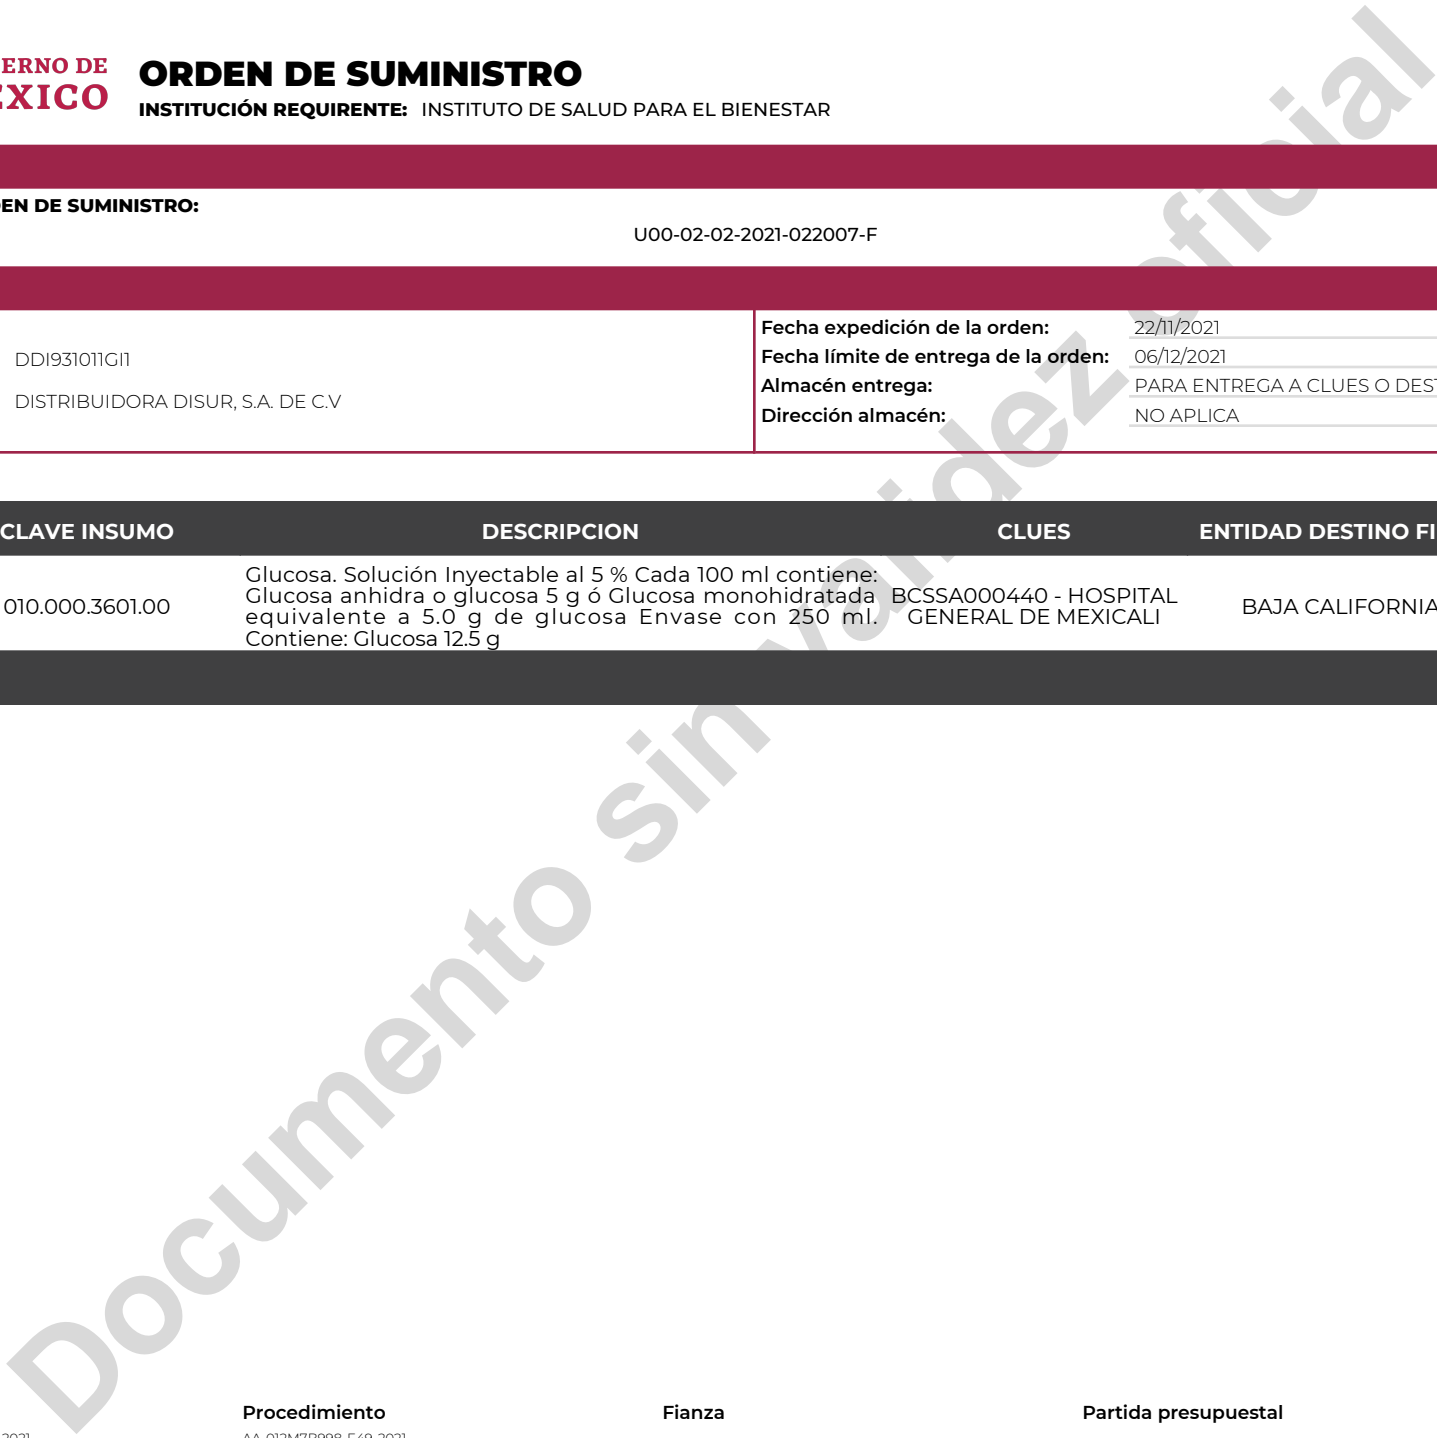 ERNO DE
EXICO
ORDEN DE SUMINISTRO
INSTITUCIÓN REQUIRENTE: INSTITUTO DE SALUD PARA EL BIENESTAR
EN DE SUMINISTRO:
U00-02-02-2021-022007-F
DDI931011GI1
DISTRIBUIDORA DISUR, S.A. DE C.V
Fecha expedición de la orden: 22/11/2021
Fecha límite de entrega de la orden: 06/12/2021
Almacén entrega: PARA ENTREGA A CLUES O DEST
Dirección almacén: NO APLICA
CLAVE INSUMO DESCRIPCION CLUES ENTIDAD DESTINO FI
010.000.3601.00
Glucosa. Solución Inyectable al 5 % Cada 100 ml contiene:
Glucosa anhidra o glucosa 5 g ó Glucosa monohidratada
equivalente a 5.0 g de glucosa Envase con 250 ml.
Contiene: Glucosa 12.5 g
BCSSA000440 - HOSPITAL
GENERAL DE MEXICALI
BAJA CALIFORNIA
Documento sin validez oficial
Procedimiento Fianza Partida presupuestal